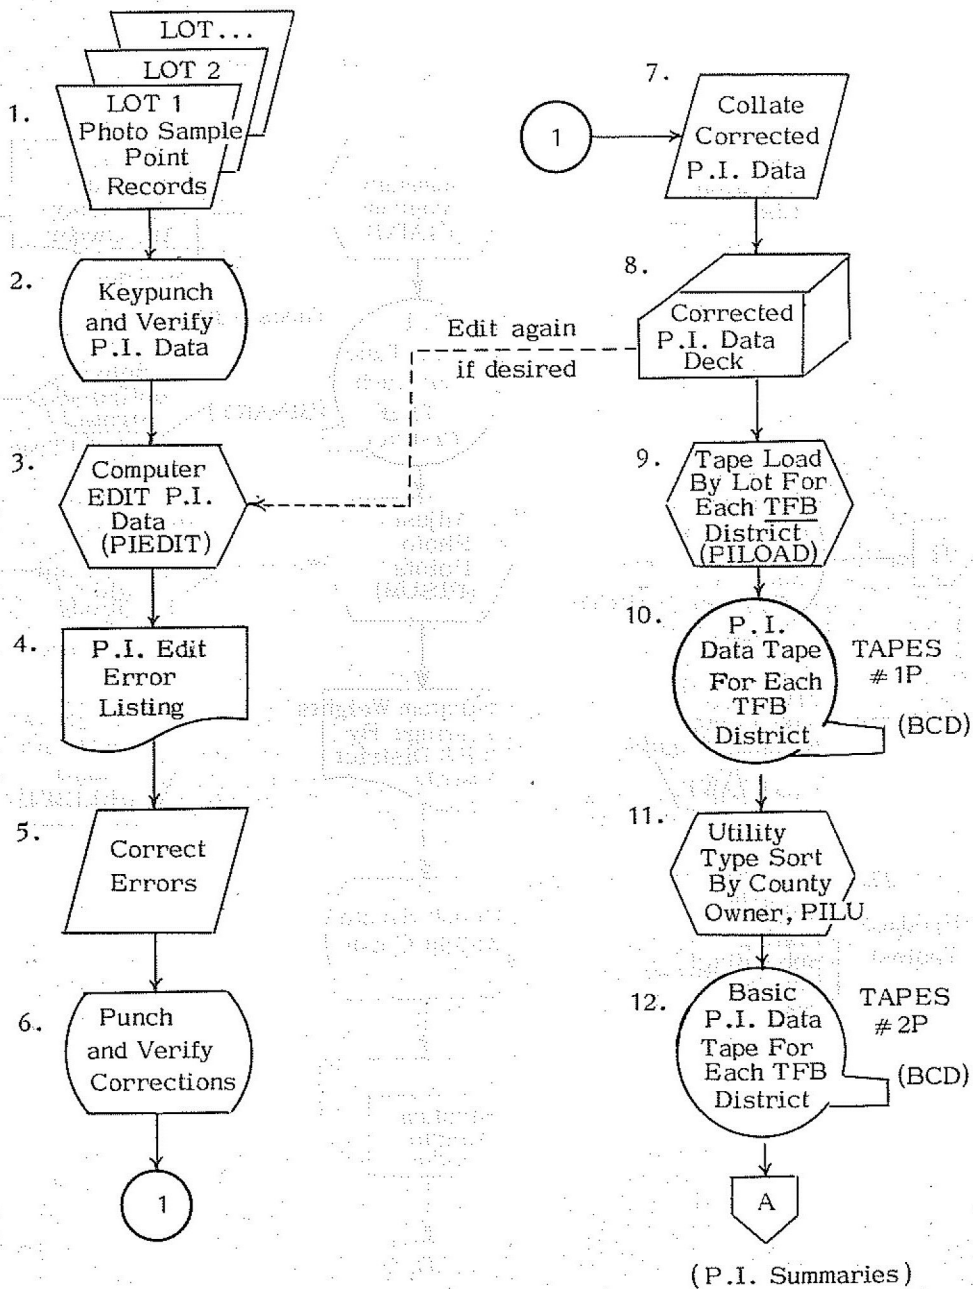 LOT...
LOT 2
1.
LOT 1
Photo Sample
Point
Records
2.
Keypunch
and Verify
P.I. Data
3.
Computer
EDIT P.I.
Data
(PIEDIT)
4.
P.I. Edit
Error
Listing
5.
Correct
Errors
6.
Punch
and Verify
Corrections
1
1
7.
Collate
Corrected
P.I. Data
8.
Corrected
P.I. Data
Deck
Edit again
if desired
9.
Tape Load
By Lot For
Each TFB
District
(PILOAD)
10.
P.I.
Data Tape
For Each
TFB
District
TAPES
#1P
(BCD)
11.
Utility
Type Sort
By County
Owner, PILU
12.
Basic
P.I. Data
Tape For
Each TFB
District
TAPES
#2P
(BCD)
A
(P.I. Summaries)